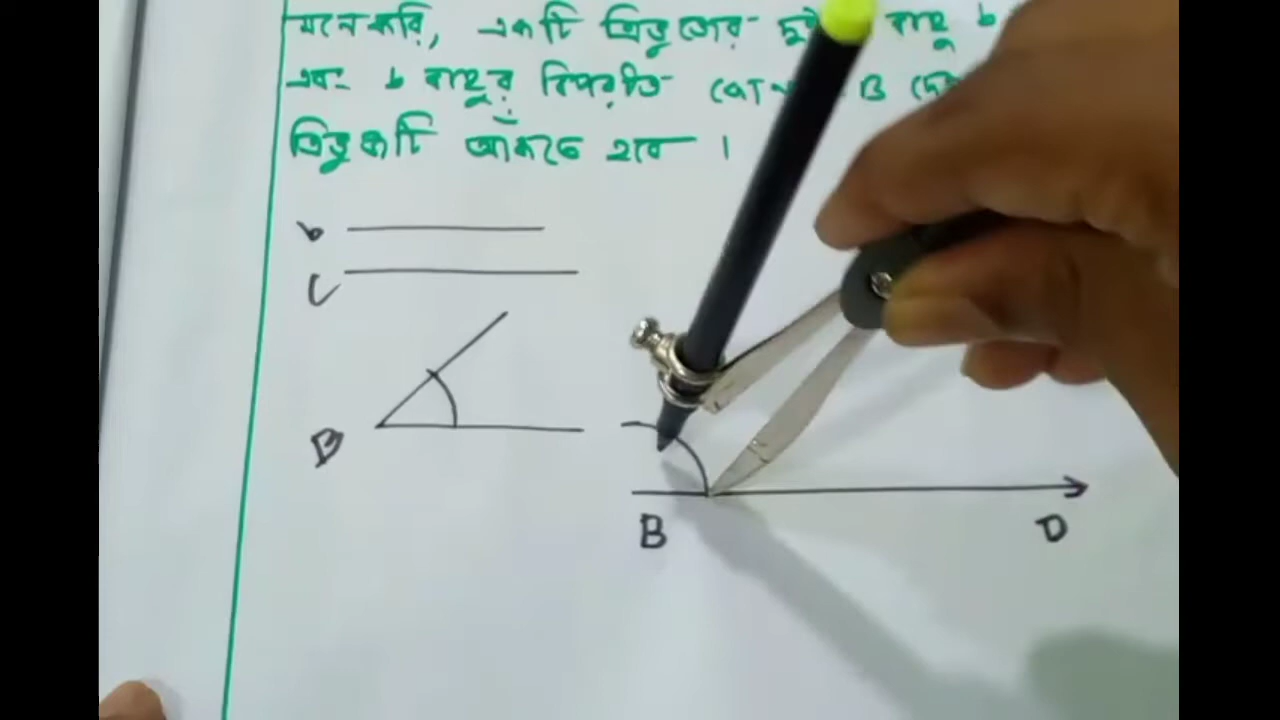 মনেকরি, একটি ত্রিভুজের দুই বাহু b
এবং b বাহুর বিপরীত কোণ B
ত্রিভুজটি আঁকতে হবে ।
b
C
B
B
D